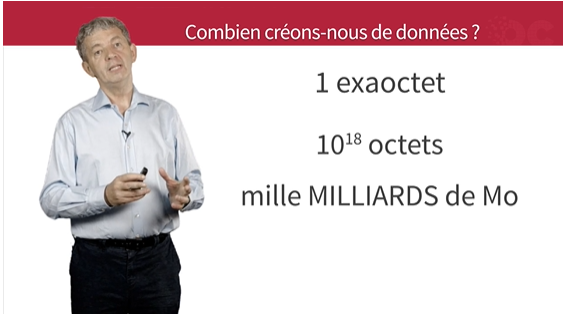 Combien créons-nous de données ?
1 exaoctet
10¹⁸ octets
mille MILLIARDS de Mo